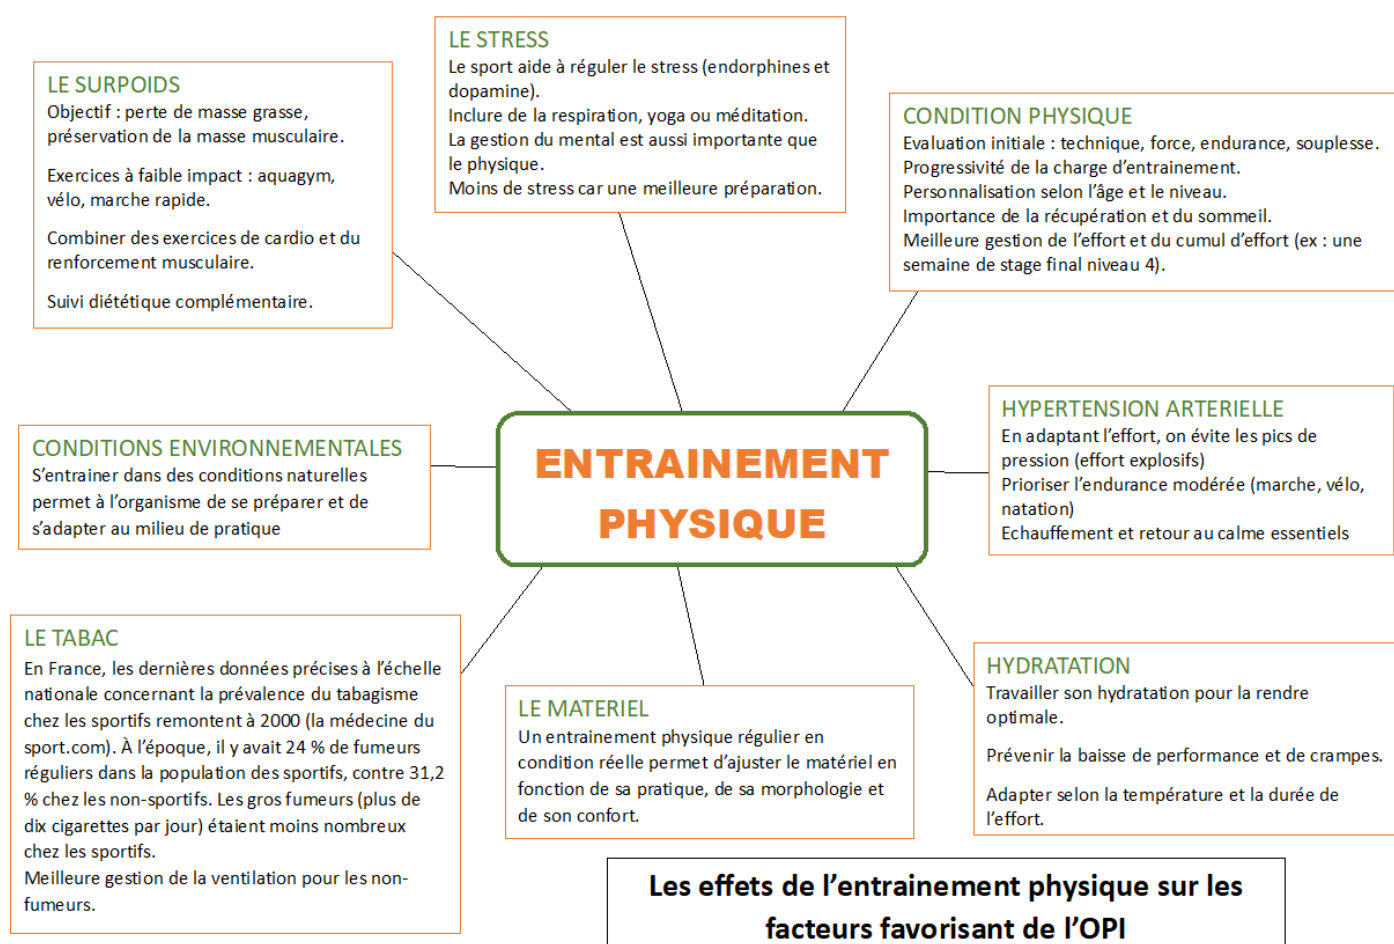 LE STRESS
Le sport aide à réguler le stress (endorphines et
dopamine).
Inclure de la respiration, yoga ou méditation.
La gestion du mental est aussi importante que
le physique.
Moins de stress car une meilleure préparation.
LE SURPOIDS
Objectif : perte de masse grasse,
préservation de la masse musculaire.
Exercices à faible impact : aquagym,
vélo, marche rapide.
Combiner des exercices de cardio et du
renforcement musculaire.
Suivi diététique complémentaire.
CONDITION PHYSIQUE
Evaluation initiale : technique, force, endurance, souplesse.
Progressivité de la charge d’entrainement.
Personnalisation selon l’âge et le niveau.
Importance de la récupération et du sommeil.
Meilleure gestion de l’effort et du cumul d’effort (ex : une
semaine de stage final niveau 4).
CONDITIONS ENVIRONNEMENTALES
S’entrainer dans des conditions naturelles
permet à l’organisme de se préparer et de
s’adapter au milieu de pratique
ENTRAINEMENT
PHYSIQUE
HYPERTENSION ARTERIELLE
En adaptant l’effort, on évite les pics de
pression (effort explosifs)
Prioriser l’endurance modérée (marche, vélo,
natation)
Echauffement et retour au calme essentiels
LE TABAC
En France, les dernières données précises à l’échelle
nationale concernant la prévalence du tabagisme
chez les sportifs remontent à 2000 (la médecine du
sport.com). À l’époque, il y avait 24 % de fumeurs
réguliers dans la population des sportifs, contre 31,2
% chez les non-sportifs. Les gros fumeurs (plus de
dix cigarettes par jour) étaient moins nombreux
chez les sportifs.
Meilleure gestion de la ventilation pour les non-
fumeurs.
LE MATERIEL
Un entrainement physique régulier en
condition réelle permet d’ajuster le matériel en
fonction de sa pratique, de sa morphologie et
de son confort.
HYDRATATION
Travailler son hydratation pour la rendre
optimale.
Prévenir la baisse de performance et de crampes.
Adapter selon la température et la durée de
l’effort.
Les effets de l’entrainement physique sur les
facteurs favorisant de l’OPI